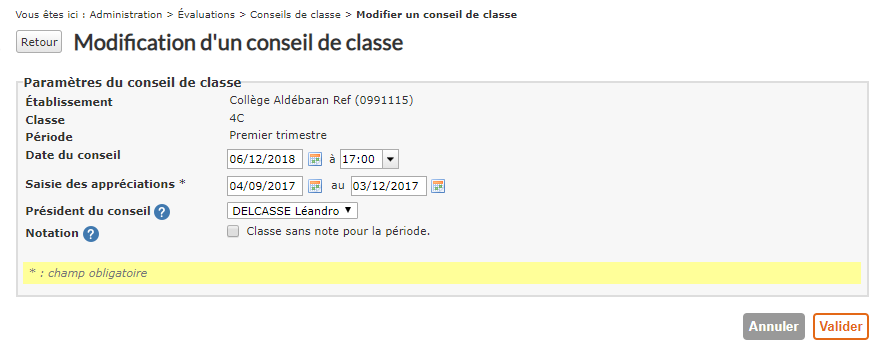 Vous êtes ici : Administration > Évaluations > Conseils de classe > Modifier un conseil de classe
Retour Modification d'un conseil de classe
Paramètres du conseil de classe
Établissement Collège Aldébaran Ref (0991115)
Classe 4C
Période Premier trimestre
Date du conseil 06/12/2018 à 17:00
Saisie des appréciations * 04/09/2017 au 03/12/2017
Président du conseil ? DELCASSE Léandro
Notation ? Classe sans note pour la période.
* : champ obligatoire
Annuler Valider